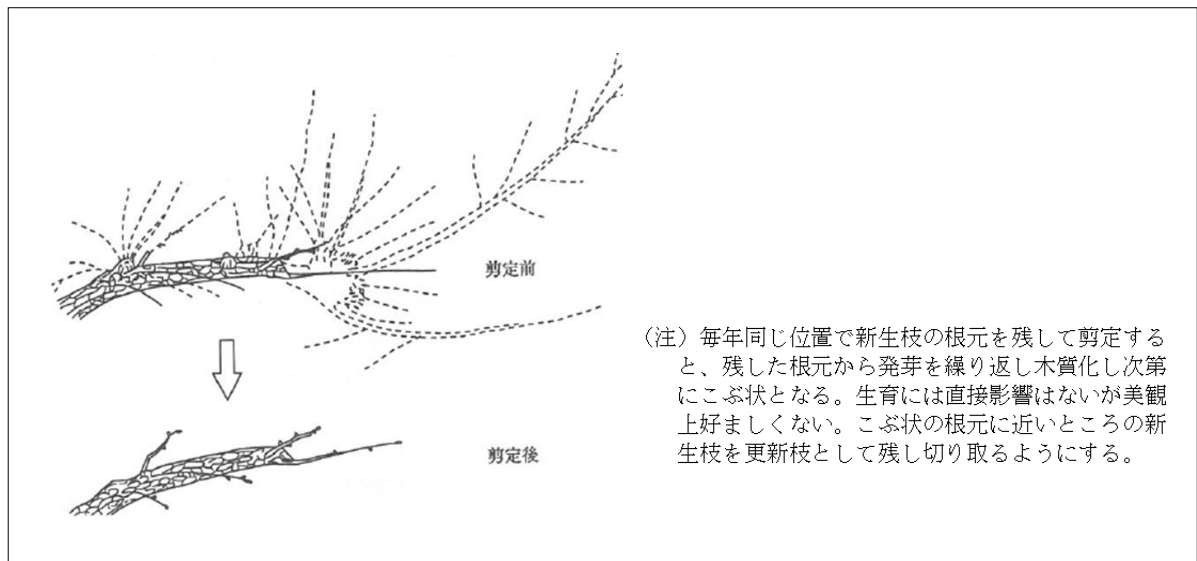 剪定前
（注）毎年同じ位置で新生枝の根元を残して剪定する
と、残した根元から発芽を繰り返し木質化し次第
にこぶ状となる。生育には直接影響はないが美観
上好ましくない。こぶ状の根元に近いところの新
生枝を更新枝として残し切り取るようにする。
剪定後